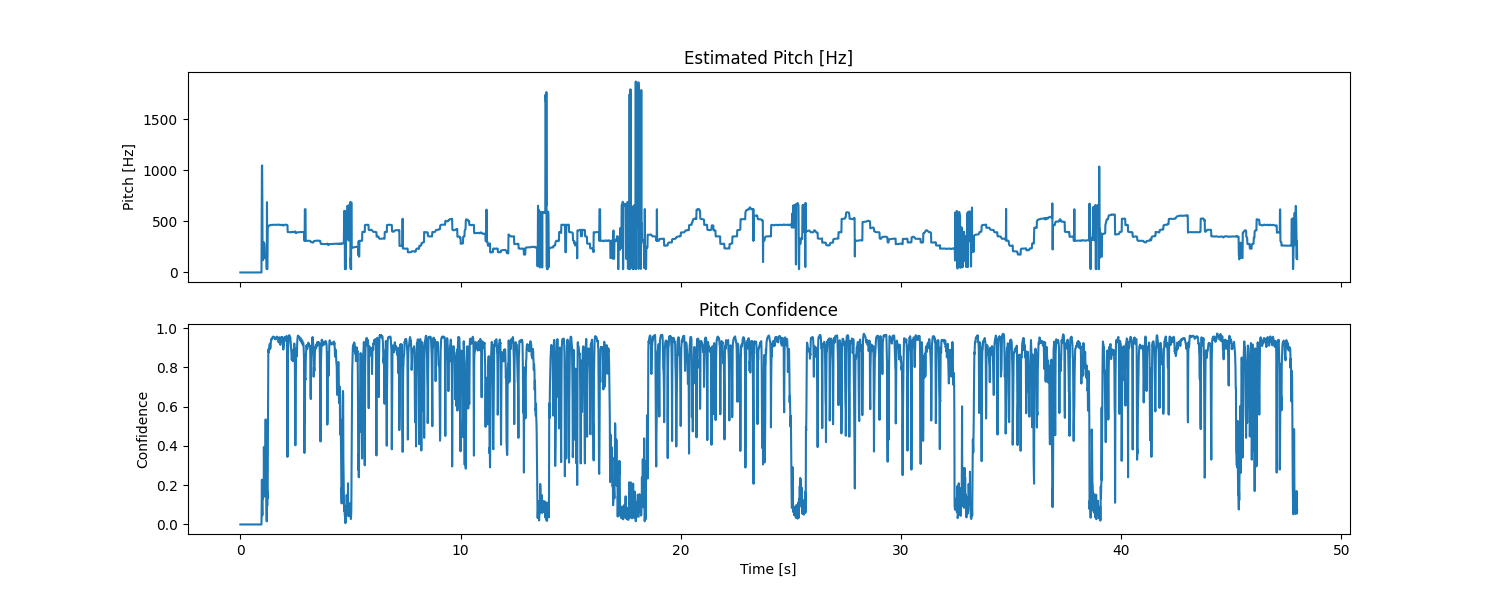 Estimated Pitch [Hz]
Pitch [Hz]
1500
1000
500
0
Pitch Confidence
Confidence
1.0
0.8
0.6
0.4
0.2
0.0
0 10 20 30 40 50
Time [s]